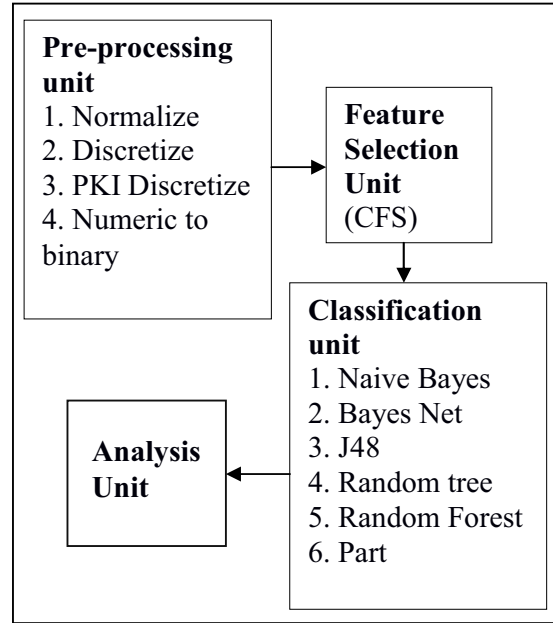 Pre-processing
unit
1. Normalize
2. Discretize
3. PKI Discretize
4. Numeric to
binary
Feature
Selection
Unit
(CFS)
Classification
unit
1. Naive Bayes
2. Bayes Net
3. J48
4. Random tree
5. Random Forest
6. Part
Analysis
Unit